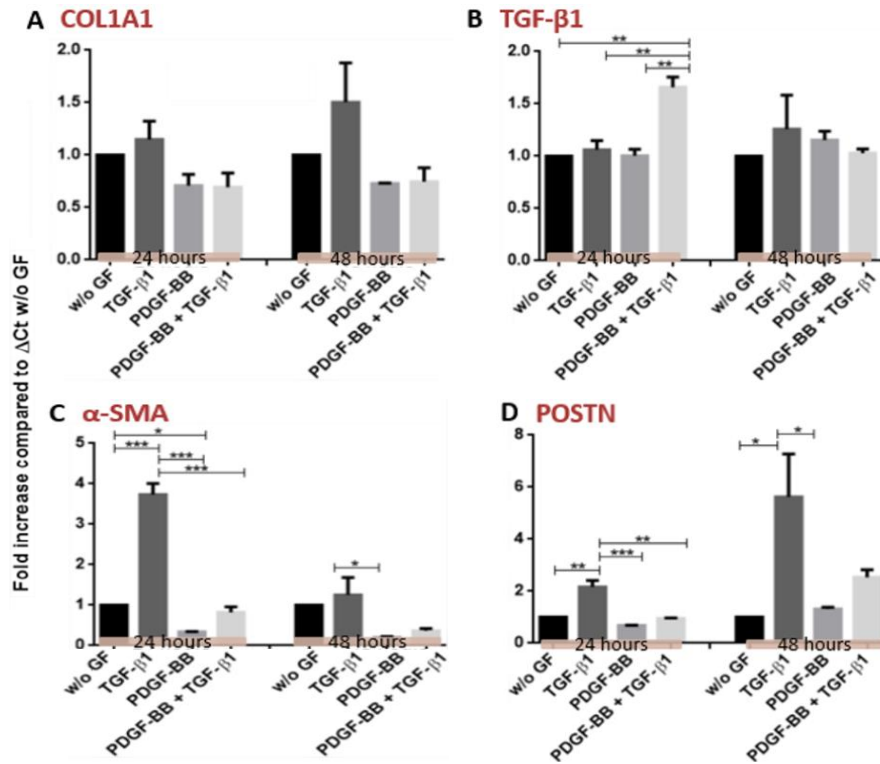 A COL1A1
2.0
1.5
1.0
0.5
0.0
24 hours
48 hours
w/o GF
TGF-β1
PDGF-BB
PDGF-BB + TGF-β1
w/o GF
TGF-β1
PDGF-BB
PDGF-BB + TGF-β1
B TGF-β1
**
**
**
2.0
1.5
1.0
0.5
0.0
24 hours
48 hours
w/o GF
TGF-β1
PDGF-BB
PDGF-BB + TGF-β1
w/o GF
TGF-β1
PDGF-BB
PDGF-BB + TGF-β1
Fold increase compared to ΔCt w/o GF
C α-SMA
*
***
***
***
*
5
4
3
2
1
0
24 hours
48 hours
w/o GF
TGF-β1
PDGF-BB
PDGF-BB + TGF-β1
w/o GF
TGF-β1
PDGF-BB
PDGF-BB + TGF-β1
D POSTN
*
*
**
***
**
8
6
4
2
0
24 hours
48 hours
w/o GF
TGF-β1
PDGF-BB
PDGF-BB + TGF-β1
w/o GF
TGF-β1
PDGF-BB
PDGF-BB + TGF-β1